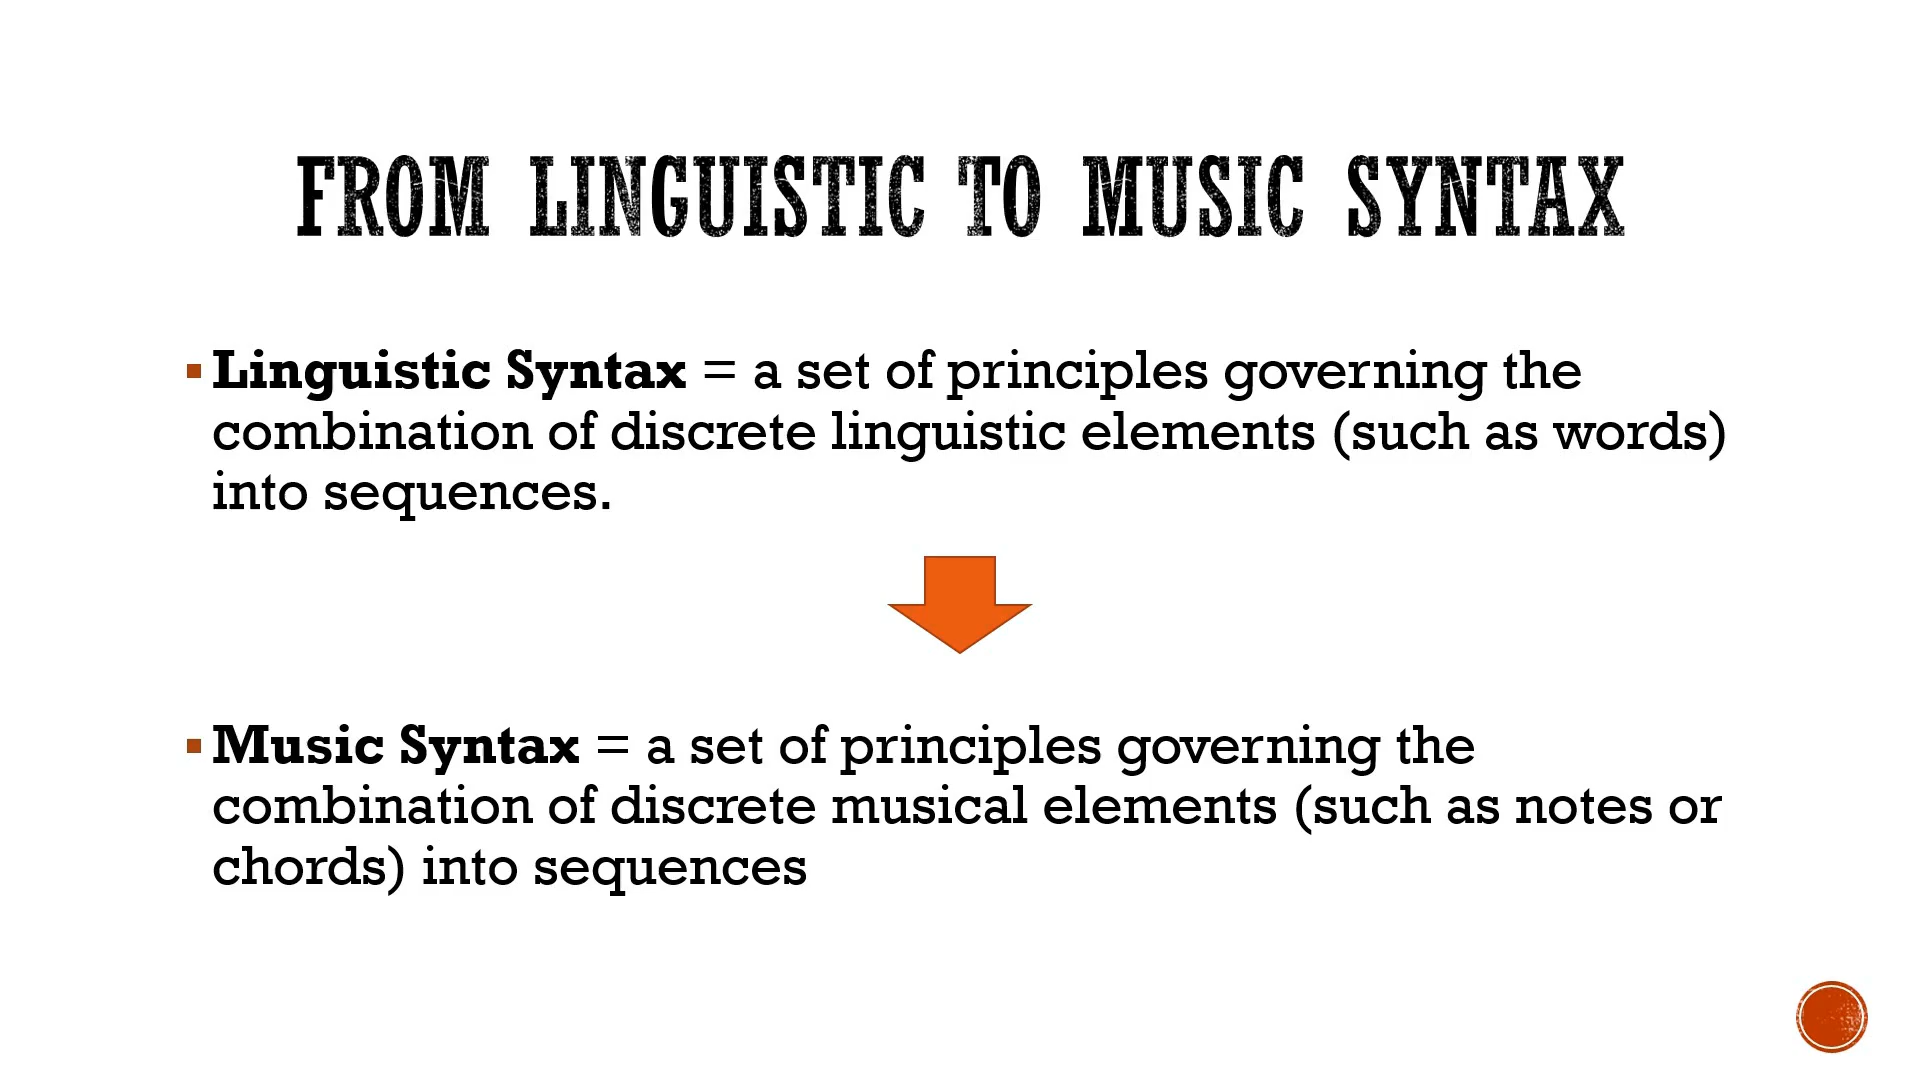 FROM LINGUISTIC TO MUSIC SYNTAX
Linguistic Syntax = a set of principles governing the
combination of discrete linguistic elements (such as words)
into sequences.
Music Syntax = a set of principles governing the
combination of discrete musical elements (such as notes or
chords) into sequences